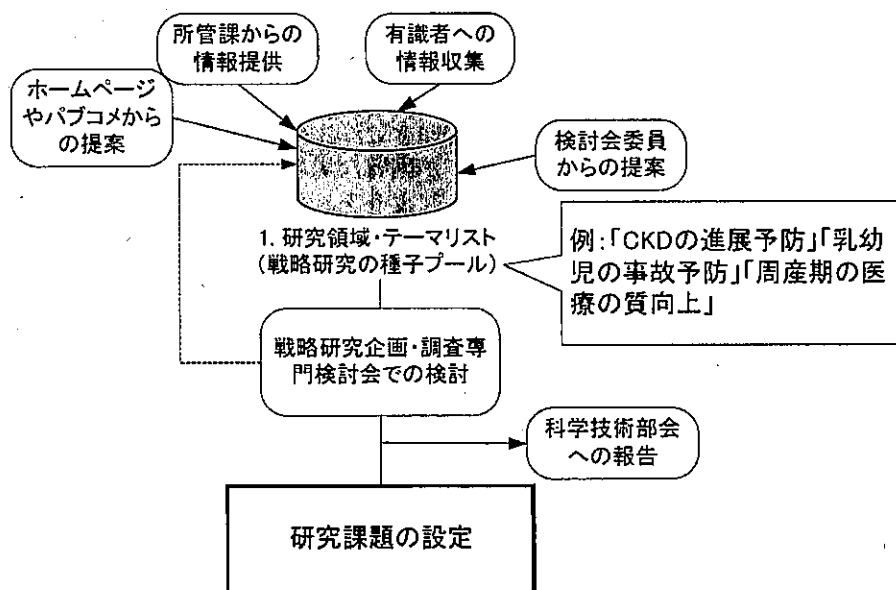 所管課からの
情報提供
有識者への
情報収集
ホームページ
やパブコメか​ら
の提案
検討会委員
からの提案
1. 研究領域・テーマリスト
(戦略研究の種子プール)
例:「CKDの進展予防」「乳幼
児の事故予防」「周産期の医
療の質向上」
戦略研究企画・調査専
門検討会での検討
科学技術部会
への報告
研究課題の設定